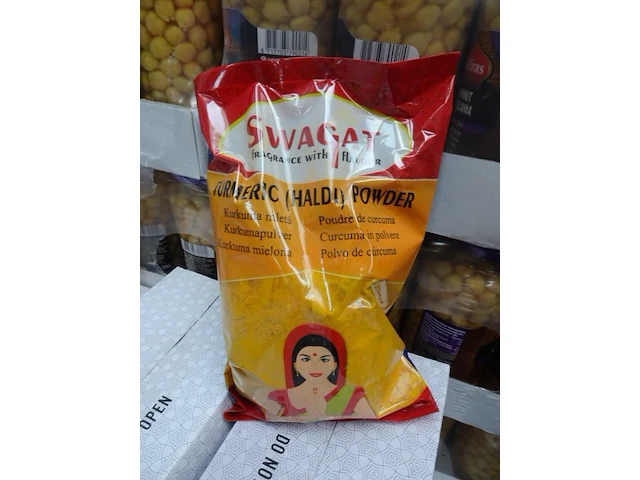 SWAGAT
FRAGRANCE WITH FLAVOUR
TURMERIC (HALDI) POWDER
Kurkuma mletá
Kurkumapulver
Kurkuma mielona
Poudre de curcuma
Curcuma in polvere
Polvo de cúrcuma
OPEN
DO NO